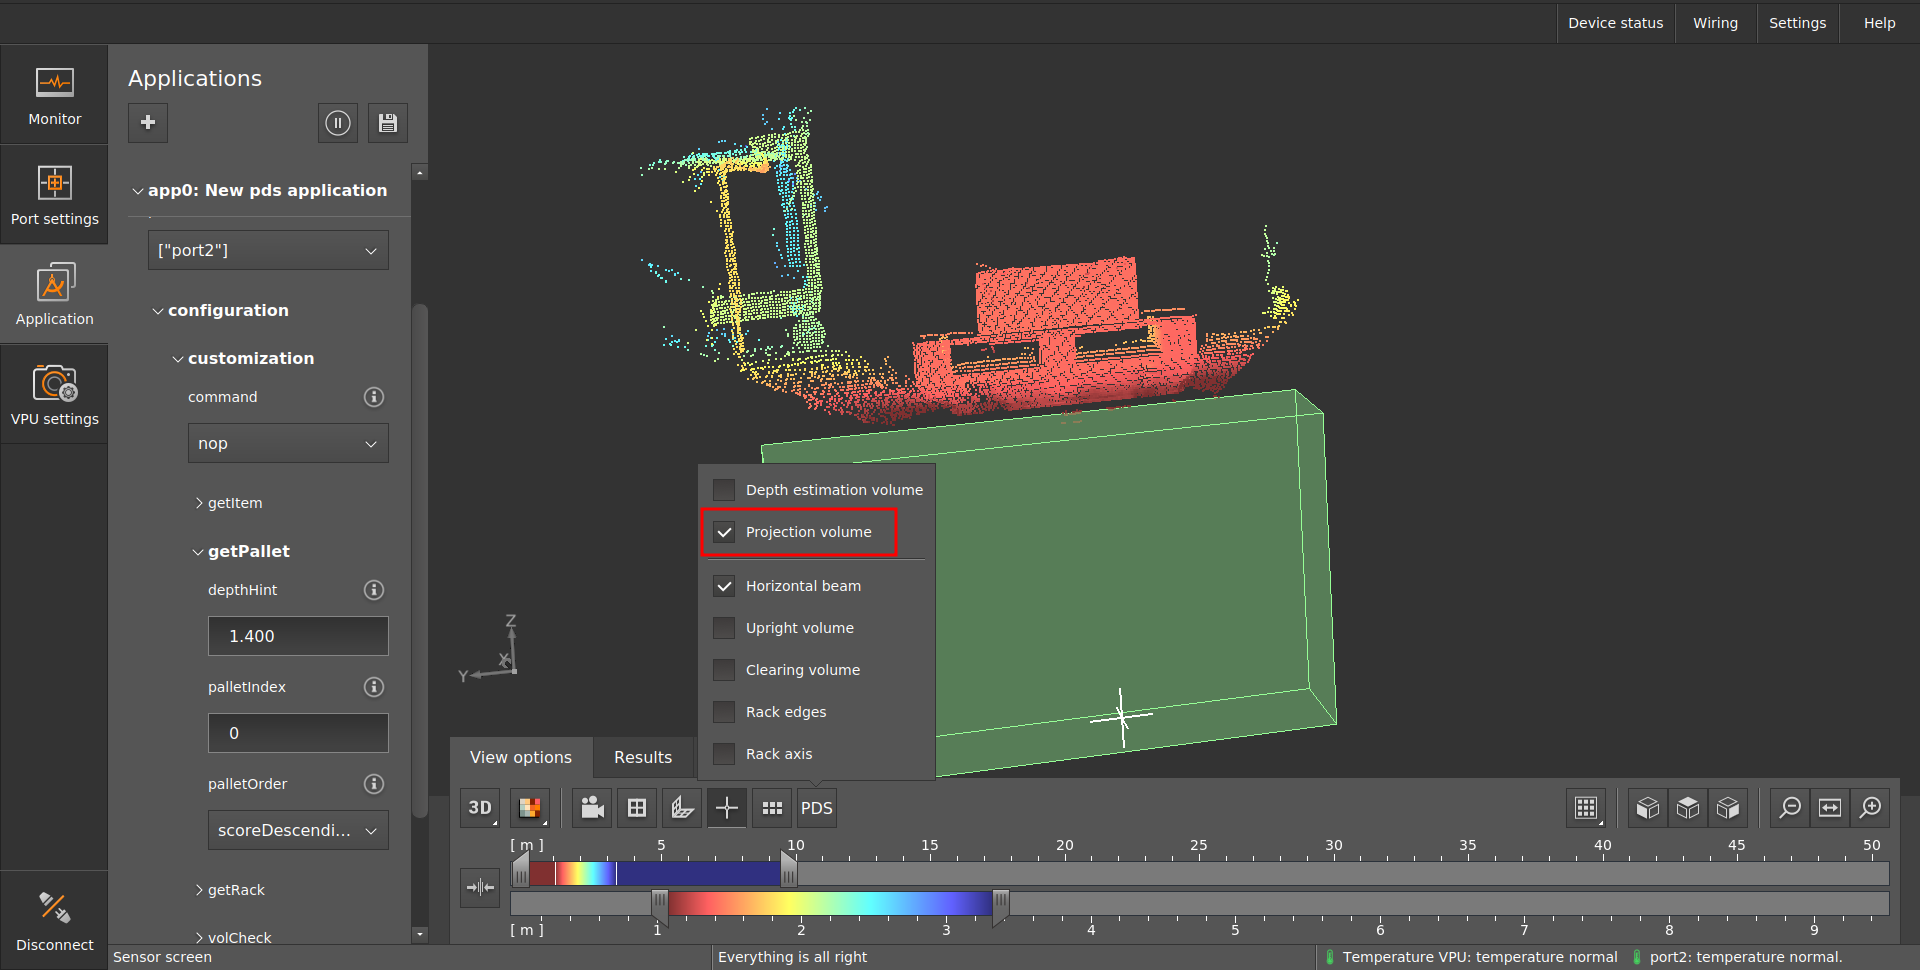 Device status
Wiring
Settings
Help
Monitor
Port settings
Application
VPU settings
Disconnect
Applications
app0: New pds application
["port2"]
configuration
customization
command
nop
getItem
getPallet
depthHint
1.400
palletIndex
0
palletOrder
scoreDescendi...
getRack
volCheck
Z
X
Y
Depth estimation volume
Projection volume
Horizontal beam
Upright volume
Clearing volume
Rack edges
Rack axis
View options
Results
3D
PDS
[ m ] 5 10 15 20 25 30 35 40 45 50
[ m ] 1 2 3 4 5 6 7 8 9
Sensor screen
Everything is all right
Temperature VPU: temperature normal
port2: temperature normal.